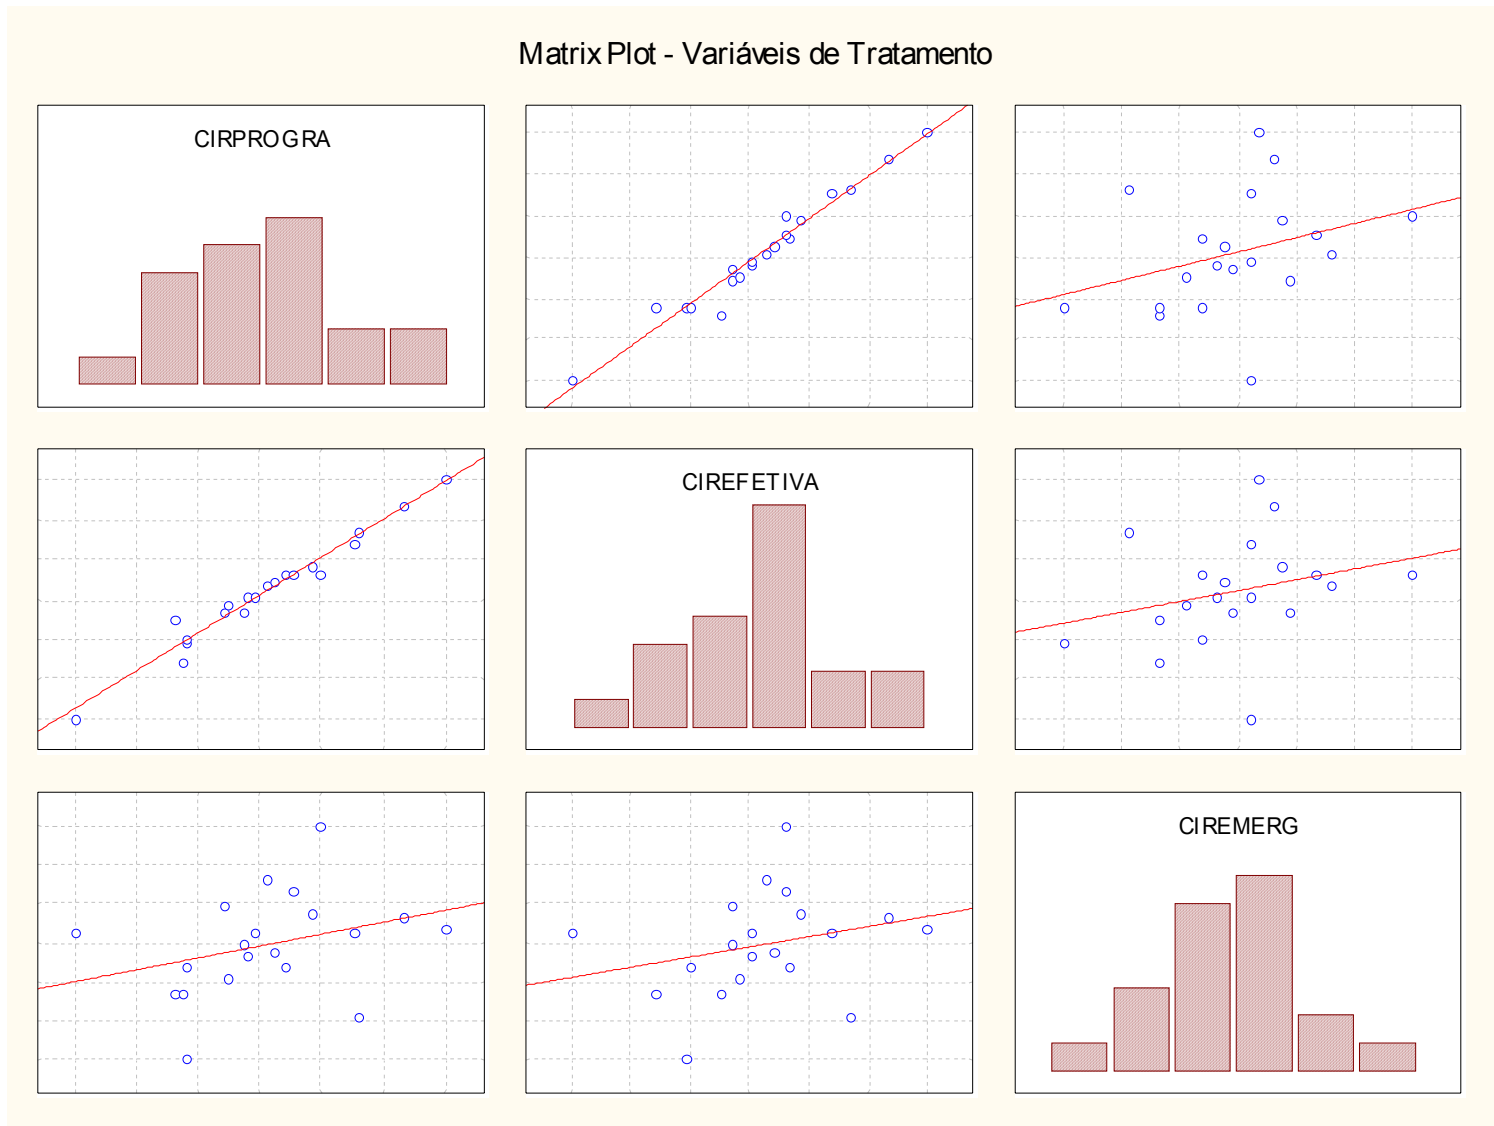 Matrix Plot - Variáveis de Tratamento
CIRPROGRA
CIREFETIVA
CIREMERG